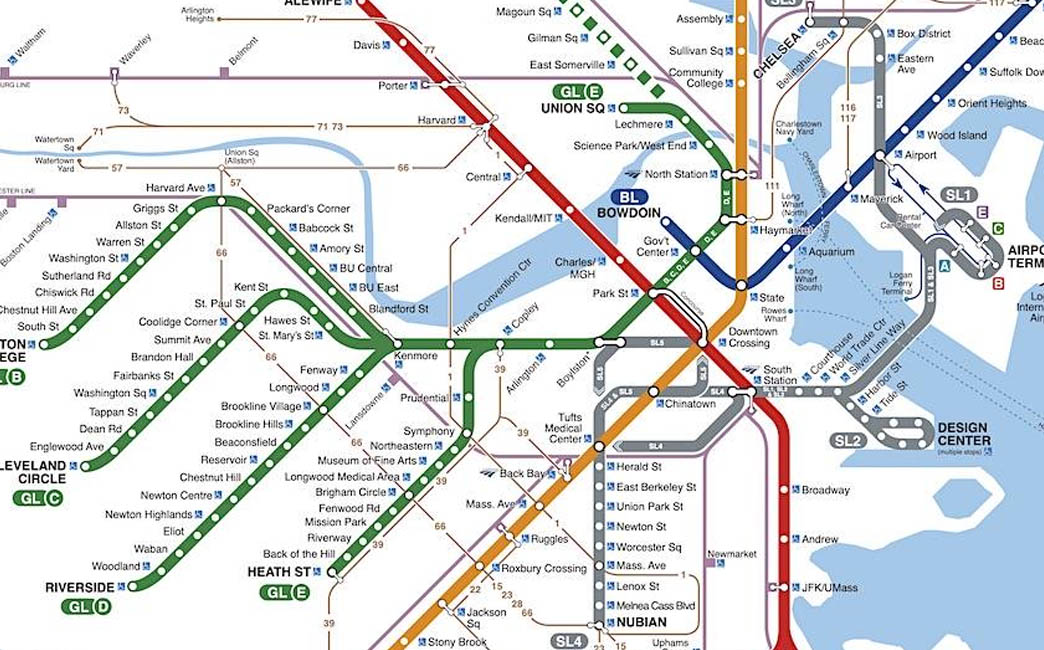 ALEWIFE
Arlington
Heights
77
77
Davis
Porter
Harvard
Waltham
Waverley
Belmont
73
71
71 73
Watertown
Sq
Watertown
Yard
57
Union Sq
(Allston)
66
57
1
Central
Kendall/MIT
Charles/
MGH
Park St
Downtown
Crossing
Magoun Sq
Gilman Sq
East Somerville
GL E
UNION SQ
Lechmere
Science Park/West End
North Station
D, E
Haymarket
D, E
Gov't
Center
B, C, D, E
BL
BOWDOIN
State
Assembly
Sullivan Sq
Community
College
CHELSEA
Bellingham Sq
Box District
Eastern
Ave
SL3
116
117
111
117
Charlestown
Navy Yard
Long
Wharf
(North)
Long
Wharf
(South)
Rowes
Wharf
Beac
Suffolk Dow
Orient Heights
Wood Island
Airport
Maverick
Aquarium
SL1
Rental
Car Center
E
C
A
B
AIRPO
TERM
Logan
Ferry
Terminal
Loga
Intern
Air
SL1 & SL3
Harvard Ave
Griggs St
Allston St
Warren St
Washington St
Sutherland Rd
Chiswick Rd
Chestnut Hill Ave
South St
TON
EGE
B
Boston Landing
Packard's Corner
Babcock St
Amory St
BU Central
BU East
Blandford St
Kenmore
66
Kent St
St. Paul St
Coolidge Corner
Summit Ave
Brandon Hall
Fairbanks St
Washington Sq
Tappan St
Dean Rd
Englewood Ave
LEVELAND
CIRCLE
GL C
Hawes St
St. Mary's St
Fenway
Longwood
Brookline Village
Brookline Hills
Beaconsfield
Reservoir
Chestnut Hill
Newton Centre
Newton Highlands
Eliot
Waban
Woodland
RIVERSIDE
GL D
66
66
66
Lansdowne
Hynes Convention Ctr
1
Copley
Arlington
Boylston
39
Prudential
Symphony
Northeastern
Museum of Fine Arts
Longwood Medical Area
Brigham Circle
Fenwood Rd
Mission Park
Riverway
Back of the Hill
HEATH ST
GL E
39
39
39
39
Concourse
SL5
SL5
SL4 & SL5
SL5
SL4
SL4
Chinatown
Tufts
Medical
Center
Back Bay
Mass. Ave
Ruggles
Roxbury Crossing
22
15
23
28
66
Jackson
Sq
Stony Brook
South
Station
Courthouse
World Trade Ctr
Silver Line Way
Harbor St
Tide St
SL2
DESIGN
CENTER
(multiple stops)
Herald St
East Berkeley St
Union Park St
Newton St
Worcester Sq
Mass. Ave
1
Lenox St
Melnea Cass Blvd
NUBIAN
SL4
23
15
Newmarket
Uphams
Broadway
Andrew
JFK/UMass